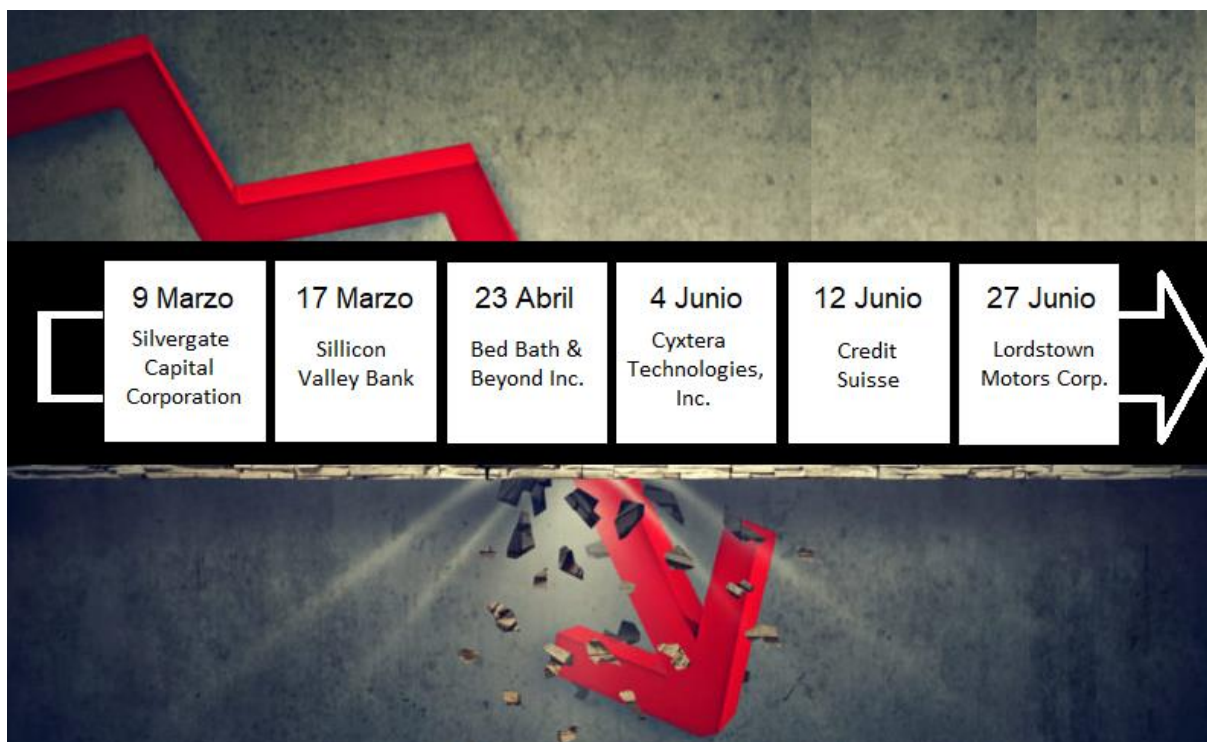 9 Marzo
Silvergate
Capital
Corporation
17 Marzo
Sillicon
Valley Bank
23 Abril
Bed Bath &
Beyond Inc.
4 Junio
Cyxtera
Technologies,
Inc.
12 Junio
Credit
Suisse
27 Junio
Lordstown
Motors Corp.